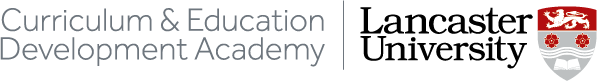 Curriculum & Education
Development Academy
Lancaster
University